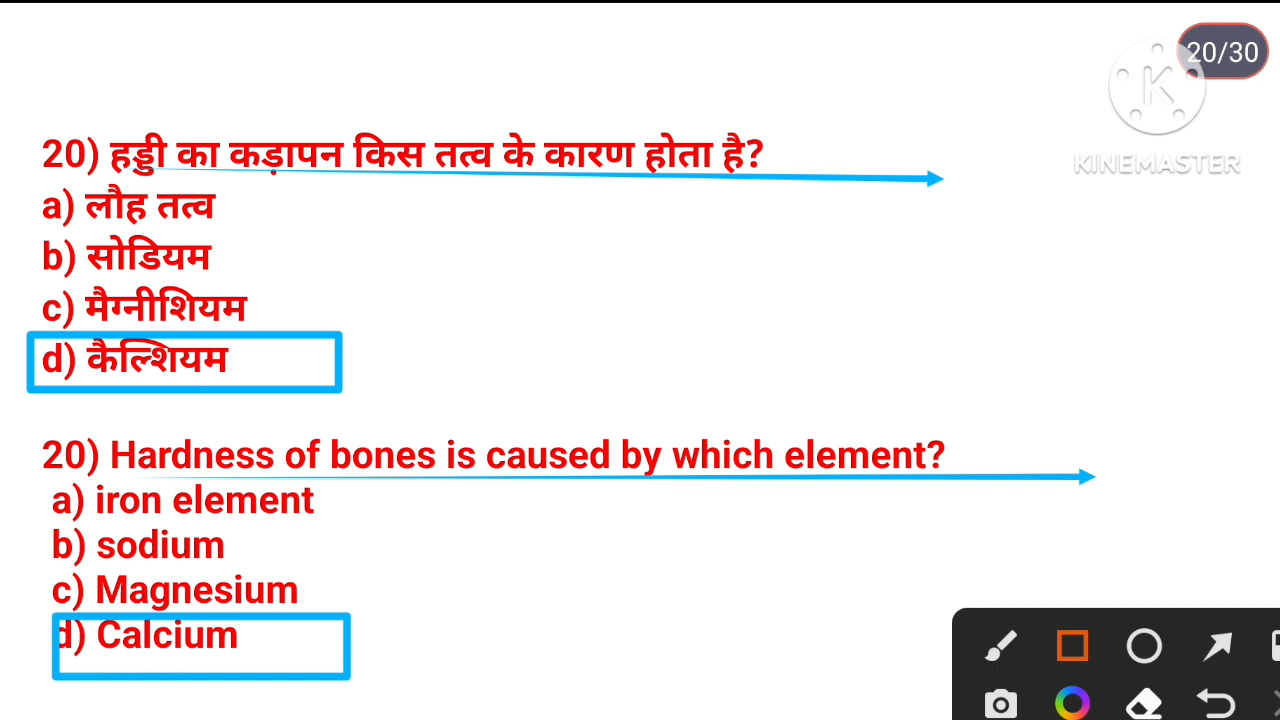 20/30
KINEMASTER
20) हड्डी का कड़ापन किस तत्व के कारण होता है?
a) लौह तत्व
b) सोडियम
c) मैग्नीशियम
d) कैल्शियम
20) Hardness of bones is caused by which element?
a) iron element
b) sodium
c) Magnesium
d) Calcium